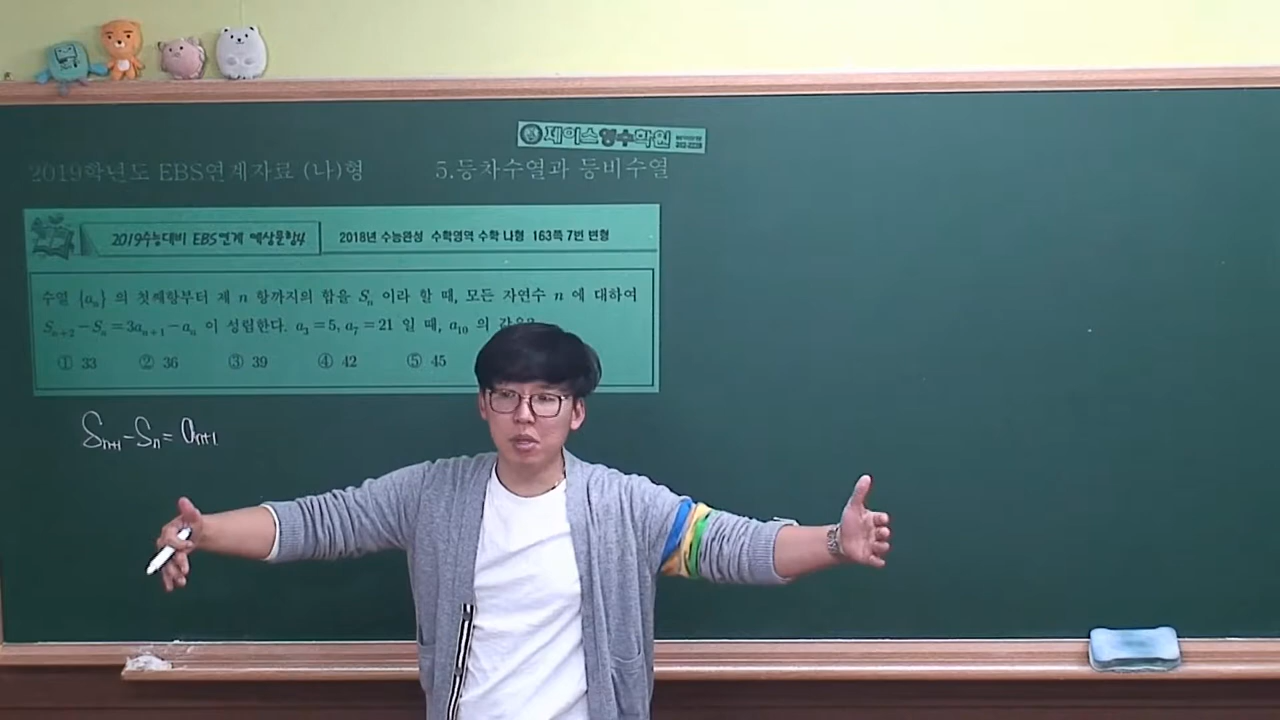 제이스영수학원
2019학년도 EBS연계자료 (나)형 5.등차수열과 등비수열
2019수능대비 EBS연계 예상문항4 2018년 수능완성 수학영역 수학 나형 163쪽 7번 변형
수열 {aₙ} 의 첫째항부터 제 n 항까지의 합을 Sₙ 이라 할 때, 모든 자연수 n 에 대하여
Sₙ₊₂−Sₙ=3aₙ₊₁−aₙ 이 성립한다. a₃=5, a₇=21 일 때, a₁₀ 의
① 33 ② 36 ③ 39 ④ 42 ⑤ 45
Sₙ₊₁−Sₙ=aₙ₊₁